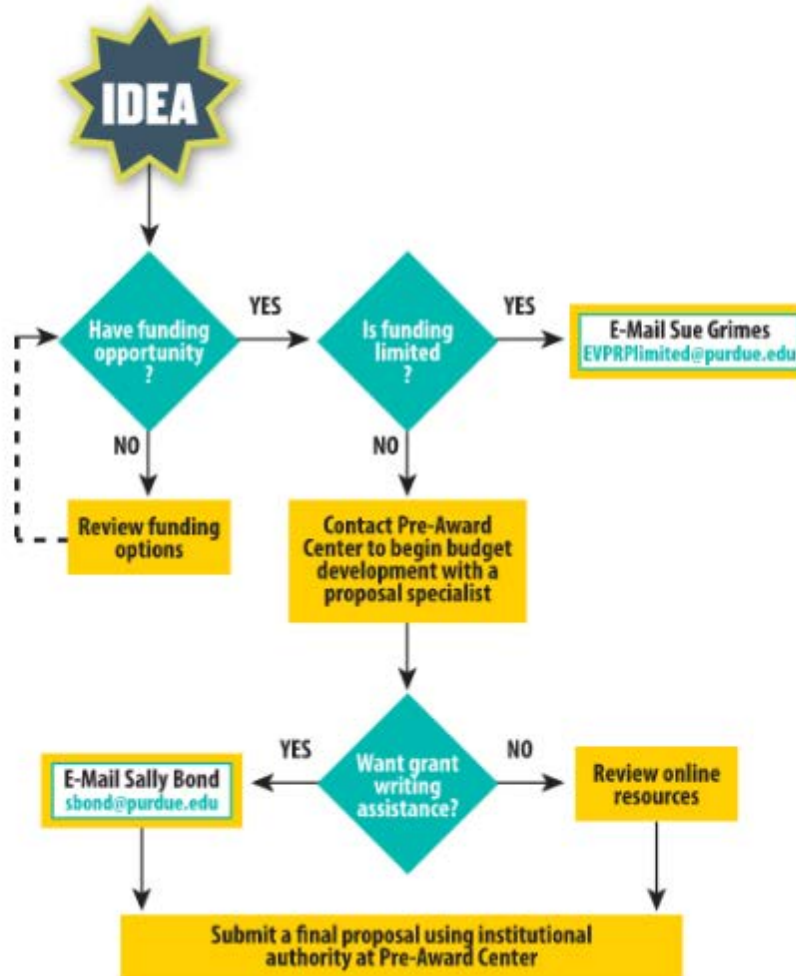 IDEA
Have funding
opportunity
?
YES
Is funding
limited
?
YES
E-Mail Sue Grimes
EVPRPlimited@purdue.edu
NO
NO
Review funding
options
Contact Pre-Award
Center to begin budget
development with a
proposal specialist
YES
Want grant
writing
assistance?
NO
E-Mail Sally Bond
sbond@purdue.edu
Review online
resources
Submit a final proposal using institutional
authority at Pre-Award Center